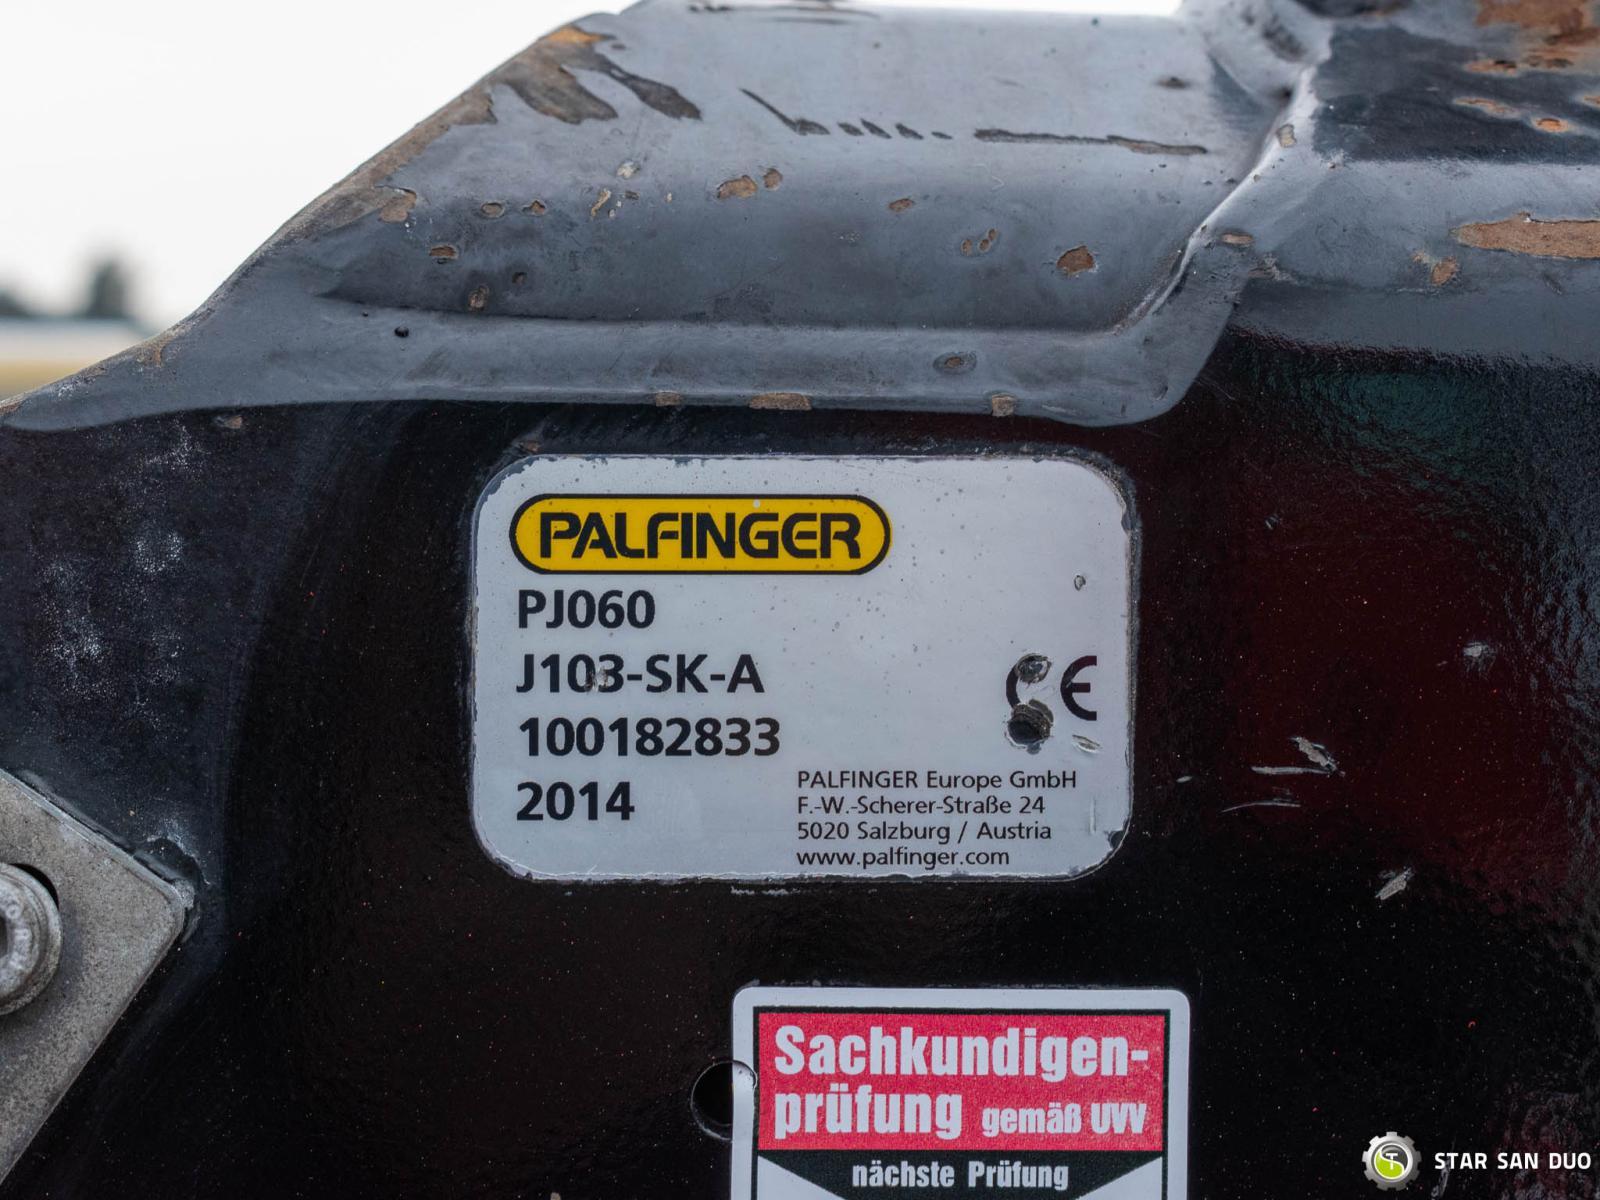 PALFINGER
PJ060
J103-SK-A
100182833
2014
CE
PALFINGER Europe GmbH
F.-W.-Scherer-Straße 24
5020 Salzburg / Austria
www.palfinger.com
Sachkundigen-
prüfung gemäß UVV
nächste Prüfung
STAR SAN DUO